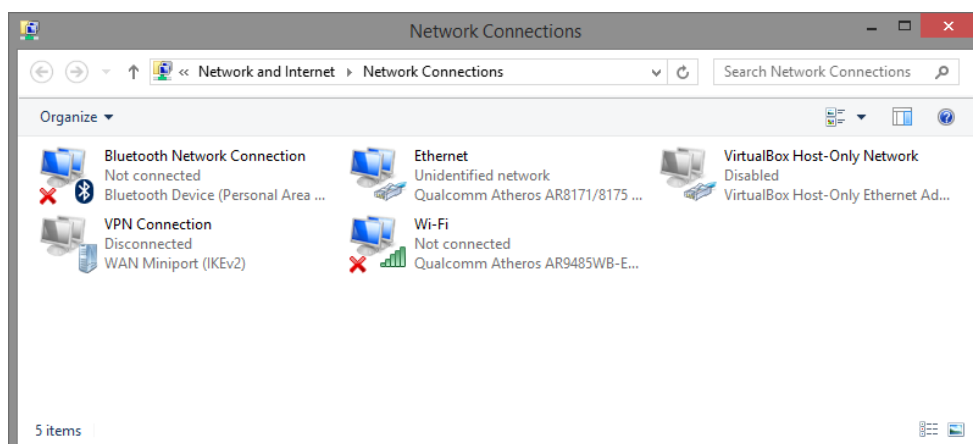 Network Connections
« Network and Internet Network Connections
Search Network Connections
Organize
Bluetooth Network Connection
Not connected
Bluetooth Device (Personal Area ...
Ethernet
Unidentified network
Qualcomm Atheros AR8171/8175 ...
VirtualBox Host-Only Network
Disabled
VirtualBox Host-Only Ethernet Ad...
VPN Connection
Disconnected
WAN Miniport (IKEv2)
Wi-Fi
Not connected
Qualcomm Atheros AR9485WB-E...
5 items